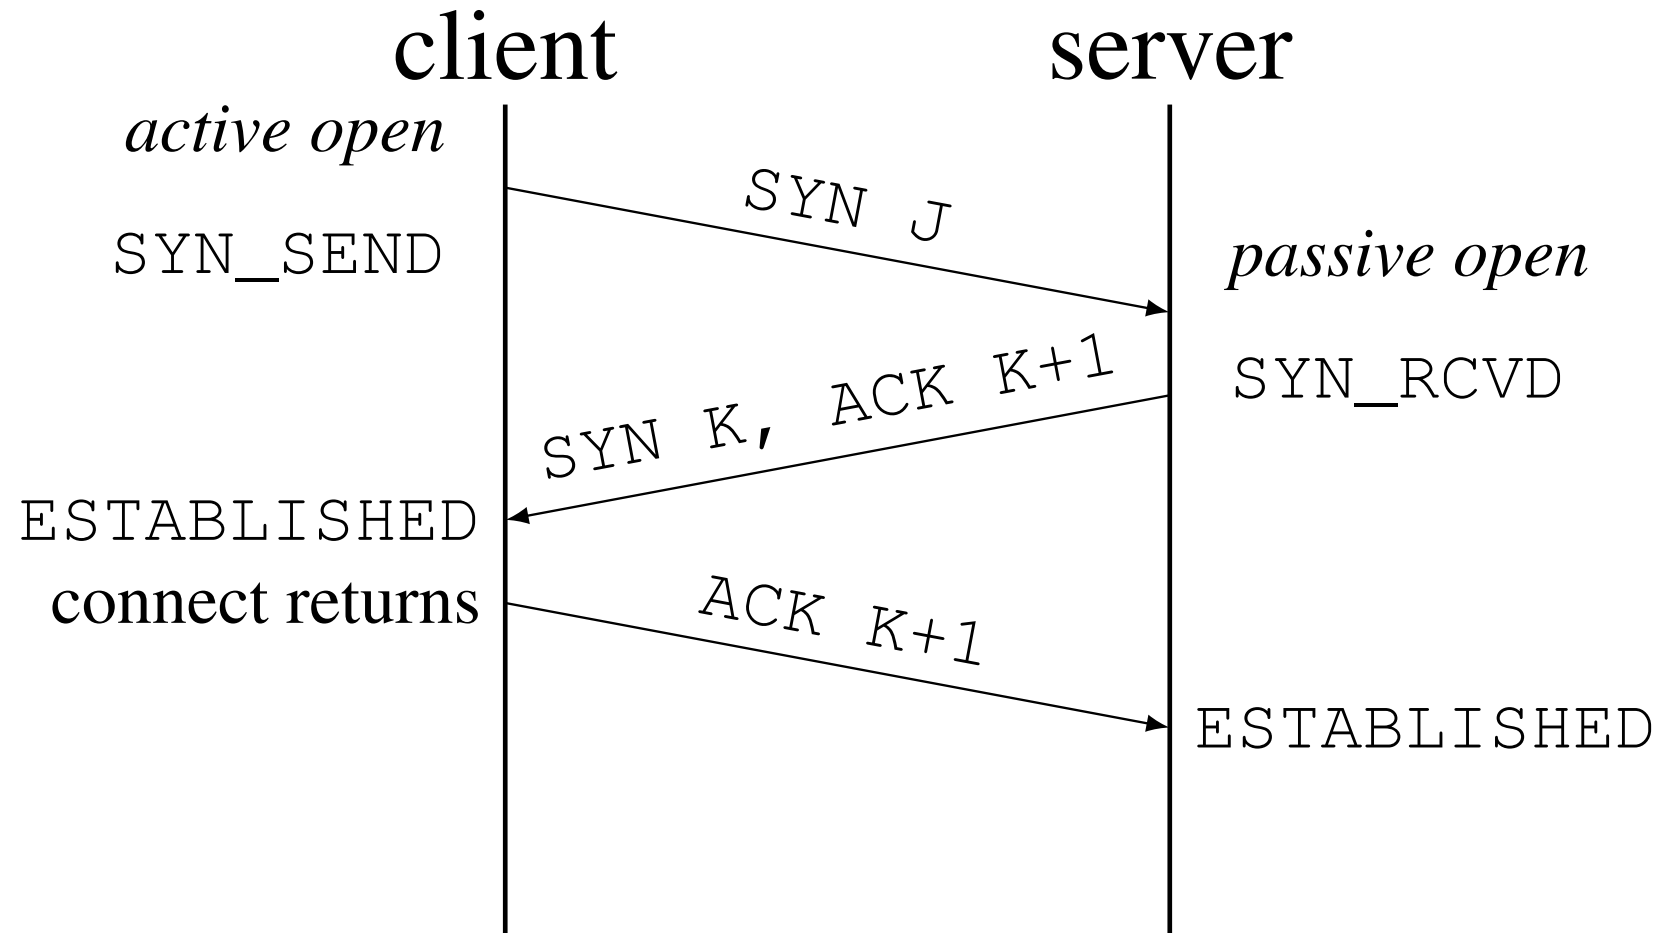 client
server
active open
SYN J
SYN_SEND
passive open
SYN K, ACK K+1
SYN_RCVD
ESTABLISHED
connect returns
ACK K+1
ESTABLISHED